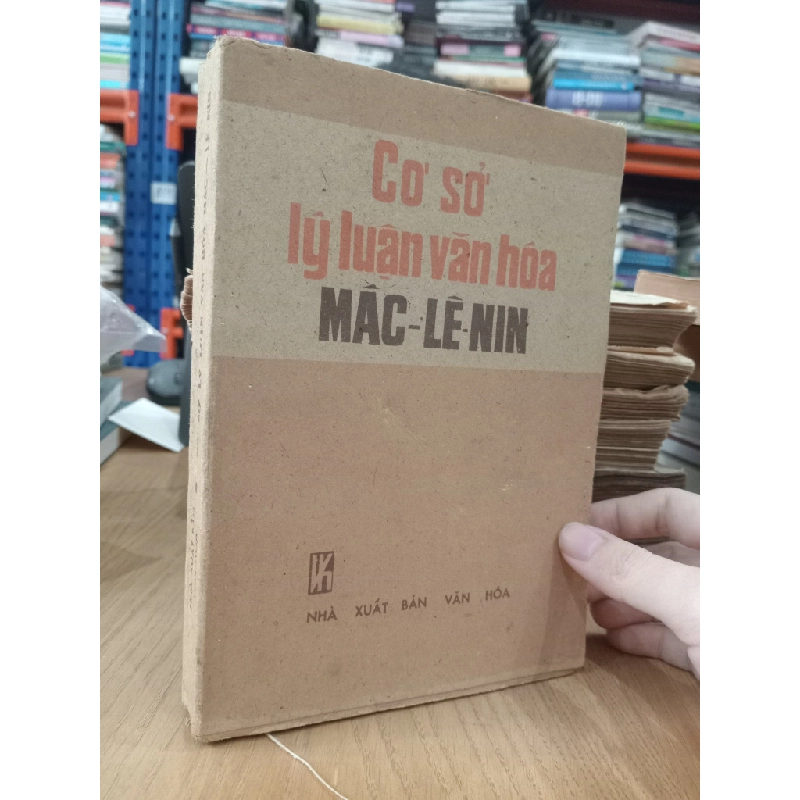 Cơ sở
lý luận văn hóa
MÁC-LÊ-NIN
NHÀ XUẤT BẢN VĂN HÓA